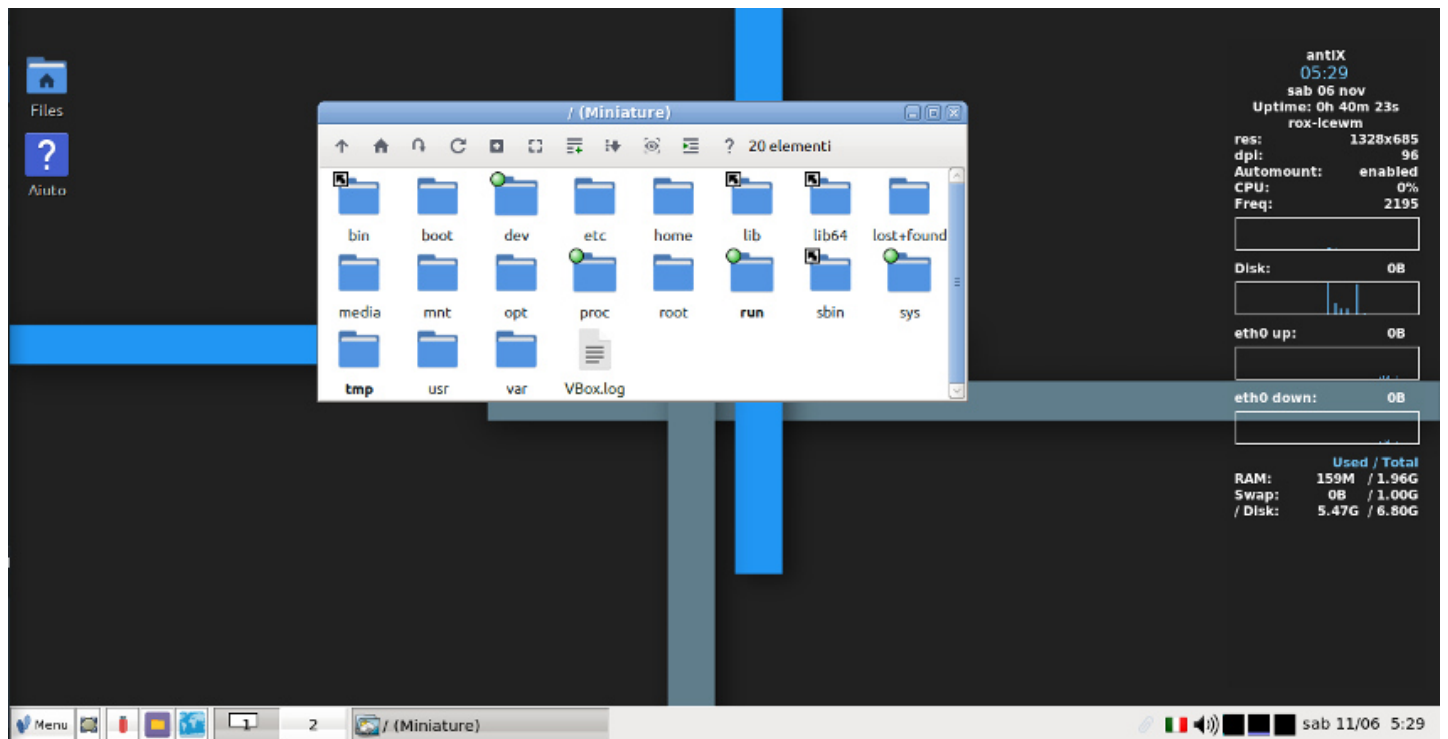 Files
?
Aiuto
/ (Miniature)
? 20 elementi
bin boot dev etc home lib lib64 lost+found
media mnt opt proc root run sbin sys
tmp usr var VBox.log
antiX
05:29
sab 06 nov
Uptime: 0h 40m 23s
rox-icewm
res: 1328x685
dpi: 96
Automount: enabled
CPU: 0%
Freq: 2195
Disk: 0B
eth0 up: 0B
eth0 down: 0B
Used / Total
RAM: 159M / 1.96G
Swap: 0B / 1.00G
/ Disk: 5.47G / 6.80G
Menu 1 2 / (Miniature) sab 11/06 5:29